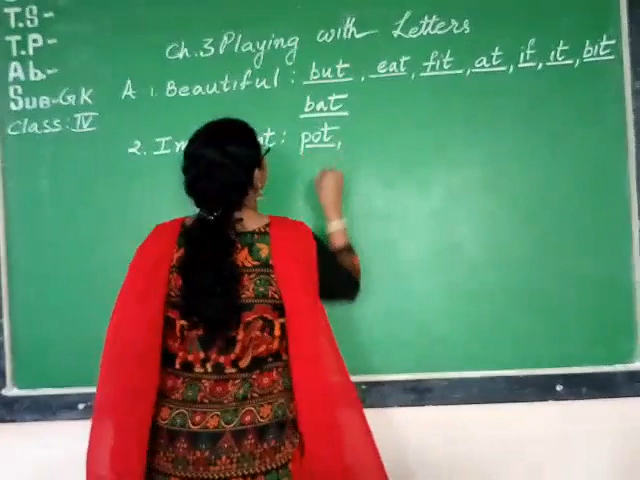 T.S-
T.P-
Ab-
Sub-GK
Class: IV
Ch.3 Playing with Letters
A 1. Beautiful : but, eat, fit, at, if, it, bit
bat
2. pot,